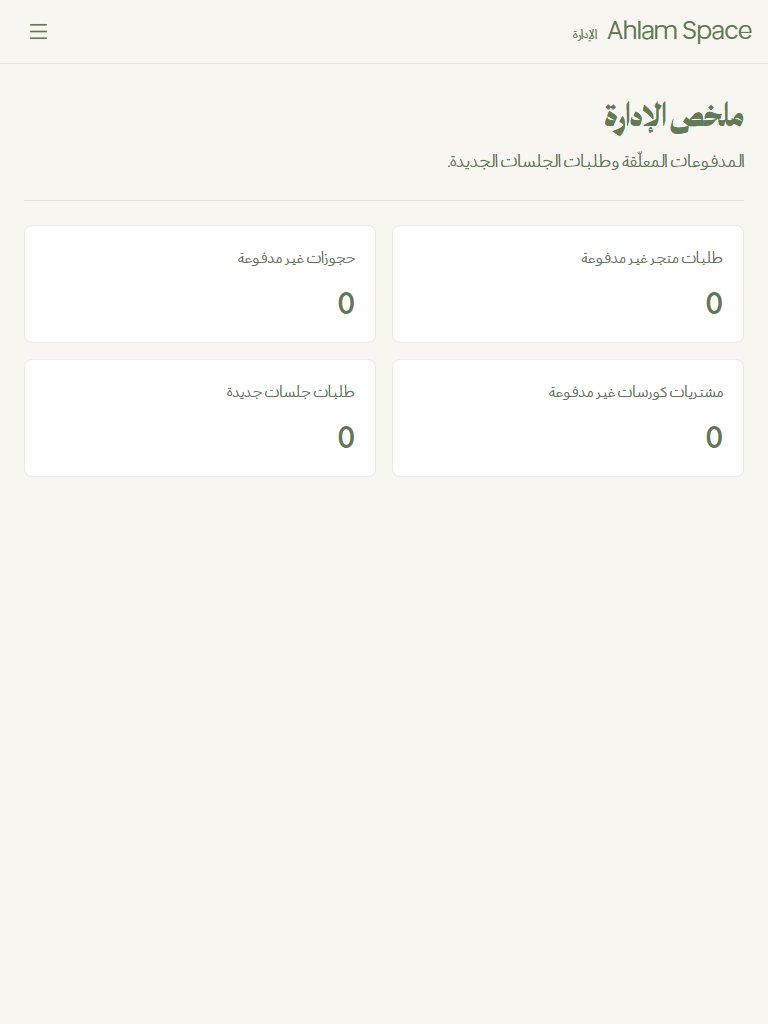 Ahlam Space الإدارة
ملخص الإدارة
المدفوعات المعلّقة وطلبات الجلسات الجديدة.
طلبات متجر غير مدفوعة
0
حجوزات غير مدفوعة
0
مشتريات كورسات غير مدفوعة
0
طلبات جلسات جديدة
0